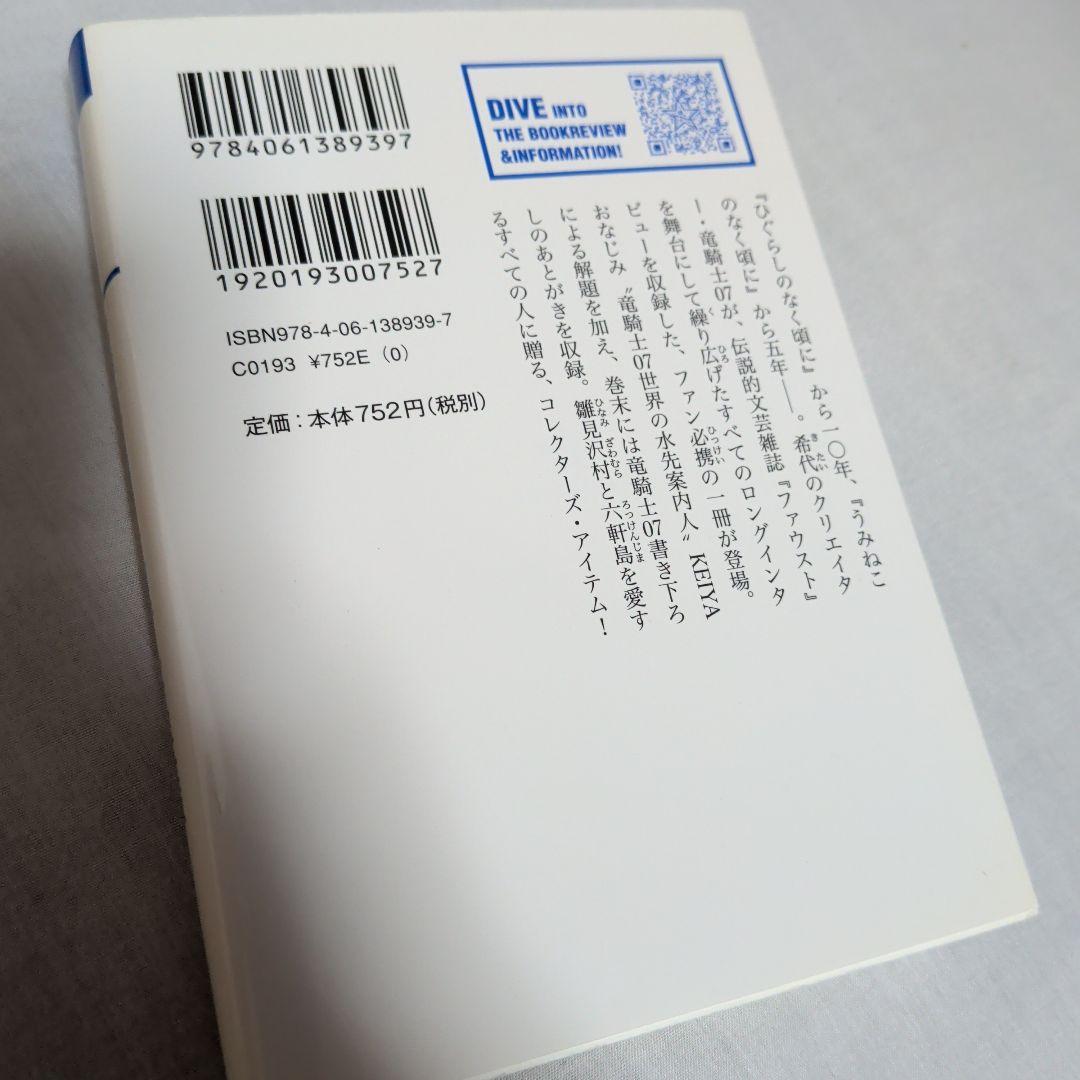 9784061389397
1920193007527
ISBN978-4-06-138939-7
C0193 ¥752E (0)
定価:本体752円(税別)
DIVE INTO
THE BOOKREVIEW
&INFORMATION!
『ひぐらしのなく頃に』から一〇年、『うみねこ
のなく頃に』から五年——。希代のクリエイタ
ー・竜騎士07が、伝説的文芸雑誌『ファウスト』
を舞台にして繰り広げたすべてのロングインタ
ビューを収録した、ファン必携の一冊が登場。
おなじみ〝竜騎士07世界の水先案内人〟KEIYA
による解題を加え、巻末には竜騎士07書き下ろ
しのあとがきを収録。雛見沢村と六軒島を愛す
るすべての人に贈る、コレクターズ・アイテム!